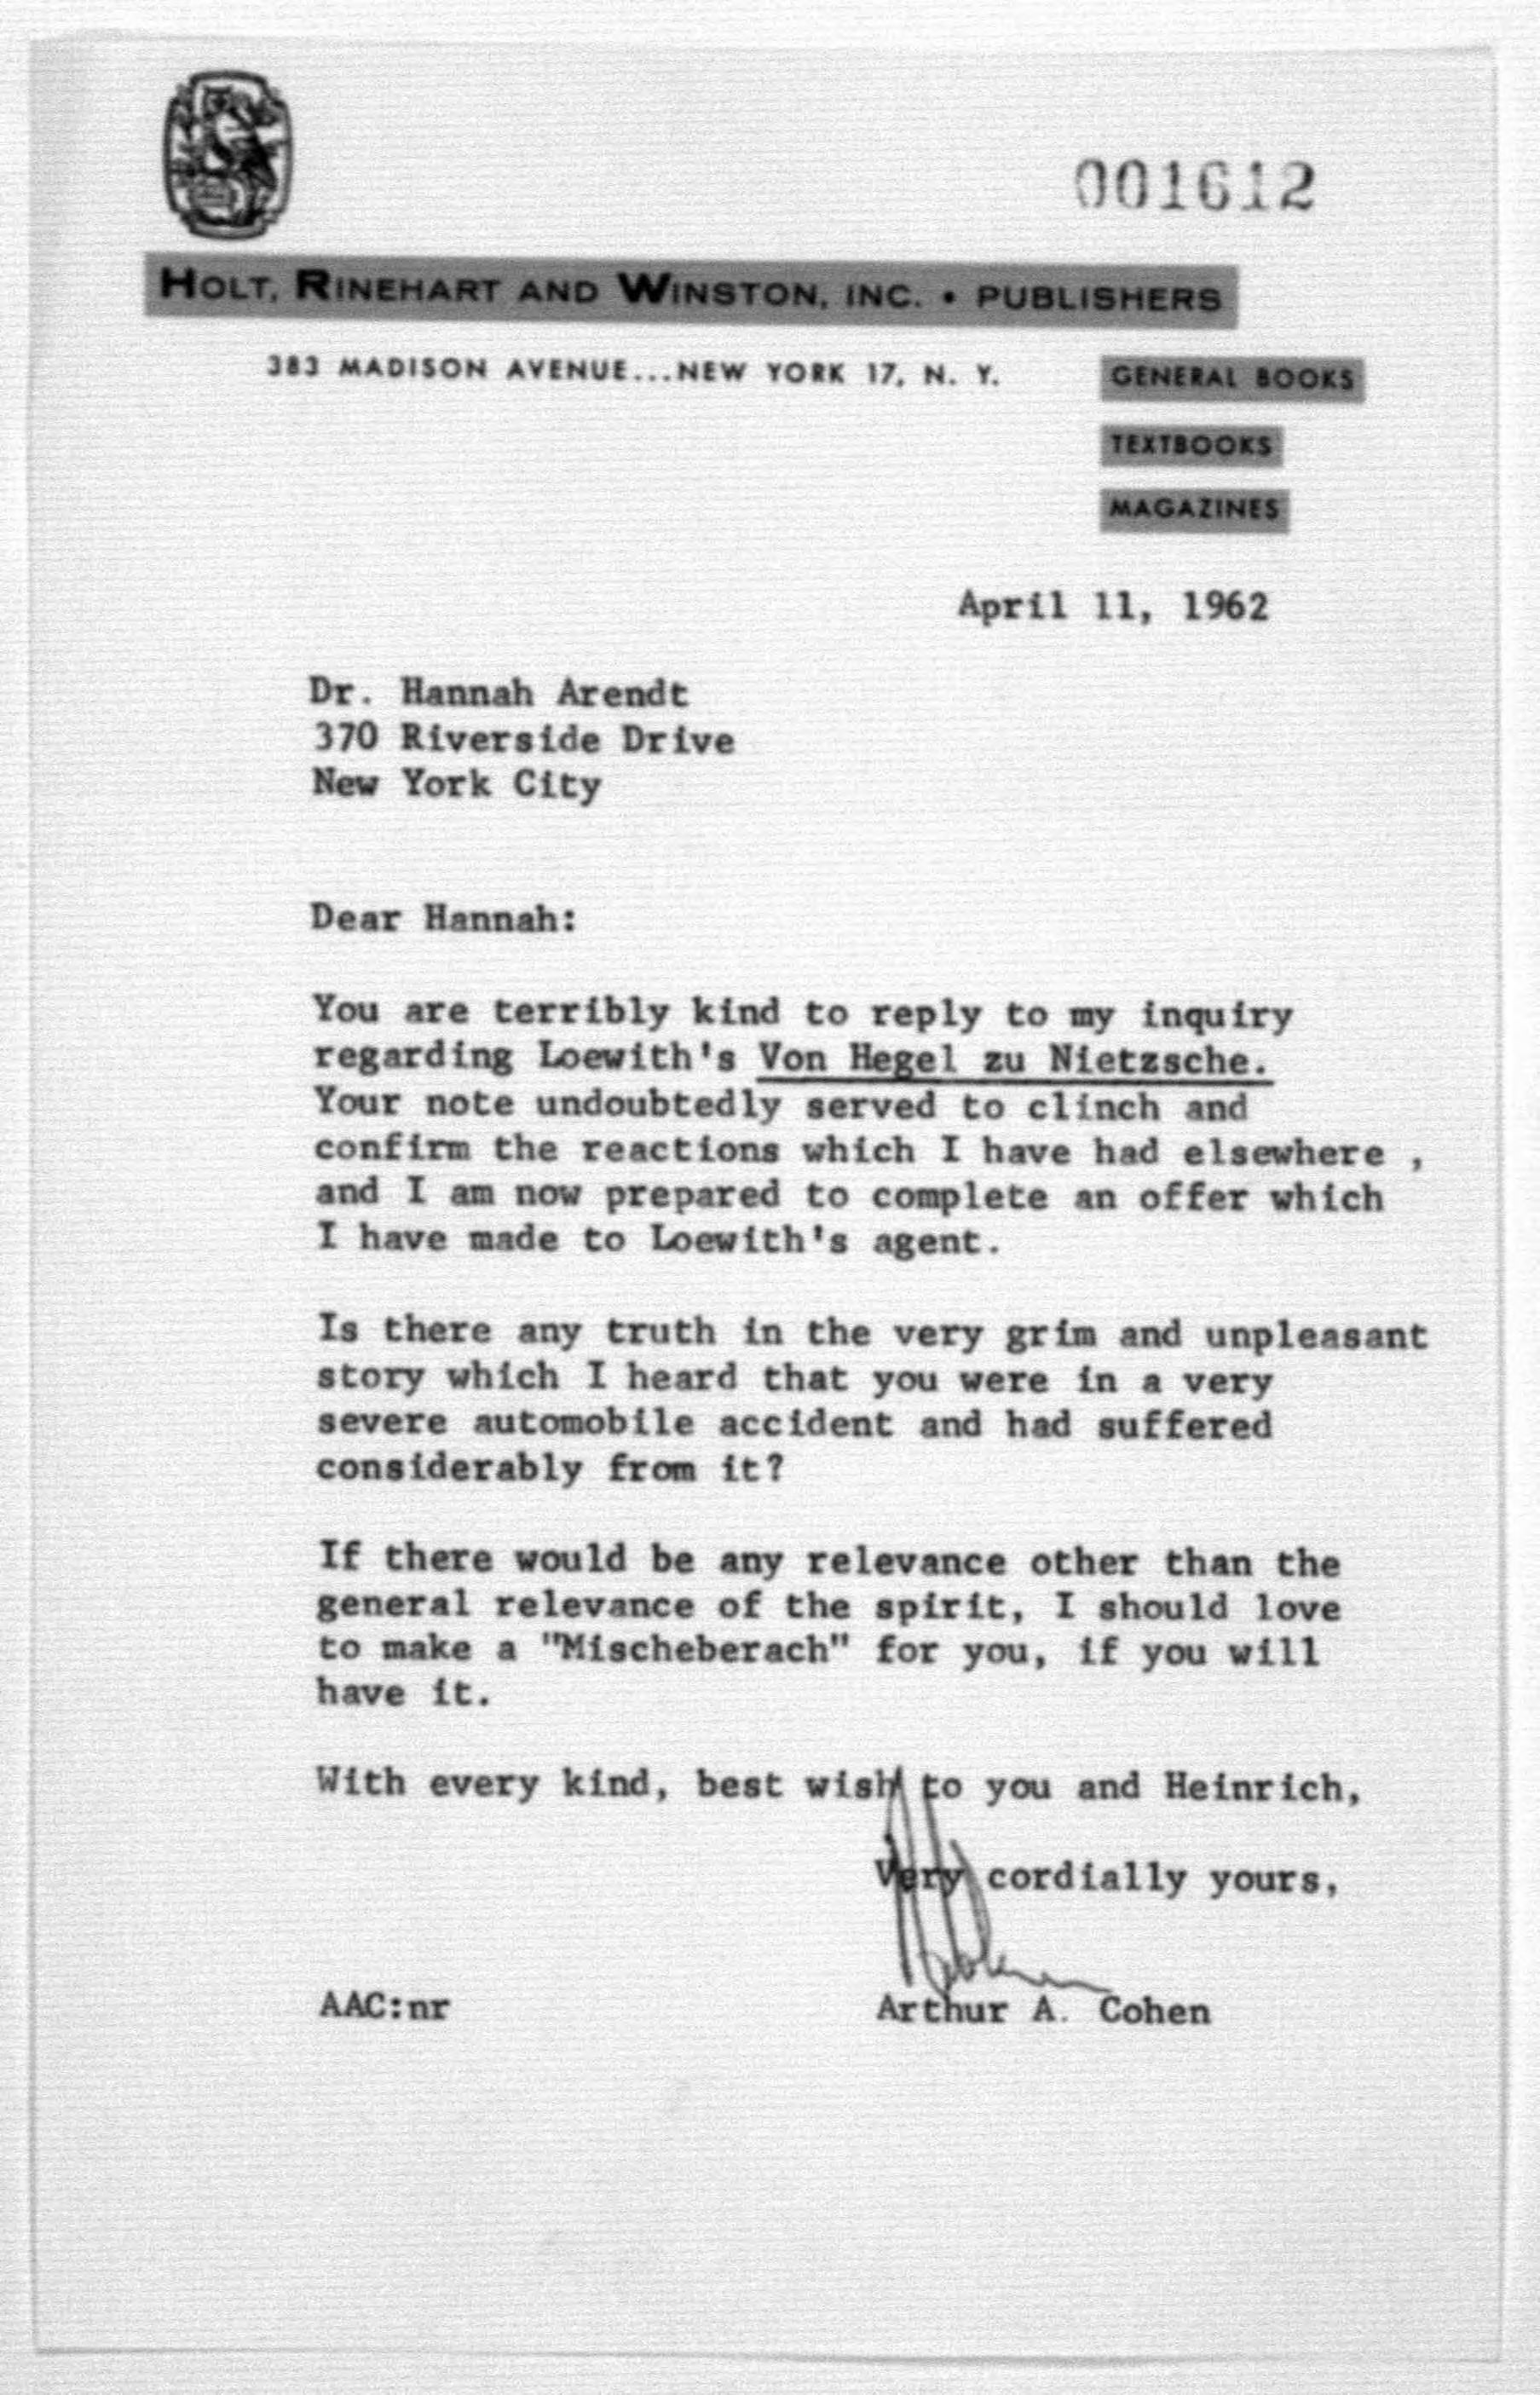 001612
HOLT, RINEHART AND WINSTON, INC. • PUBLISHERS
383 MADISON AVENUE...NEW YORK 17, N. Y.
GENERAL BOOKS
TEXTBOOKS
MAGAZINES
April 11, 1962
Dr. Hannah Arendt
370 Riverside Drive
New York City
Dear Hannah:
You are terribly kind to reply to my inquiry
regarding Loewith's Von Hegel zu Nietzsche.
Your note undoubtedly served to clinch and
confirm the reactions which I have had elsewhere ,
and I am now prepared to complete an offer which
I have made to Loewith's agent.
Is there any truth in the very grim and unpleasant
story which I heard that you were in a very
severe automobile accident and had suffered
considerably from it?
If there would be any relevance other than the
general relevance of the spirit, I should love
to make a "Mischeberach" for you, if you will
have it.
With every kind, best wish to you and Heinrich,
Very cordially yours,
AAC:nr
Arthur A. Cohen